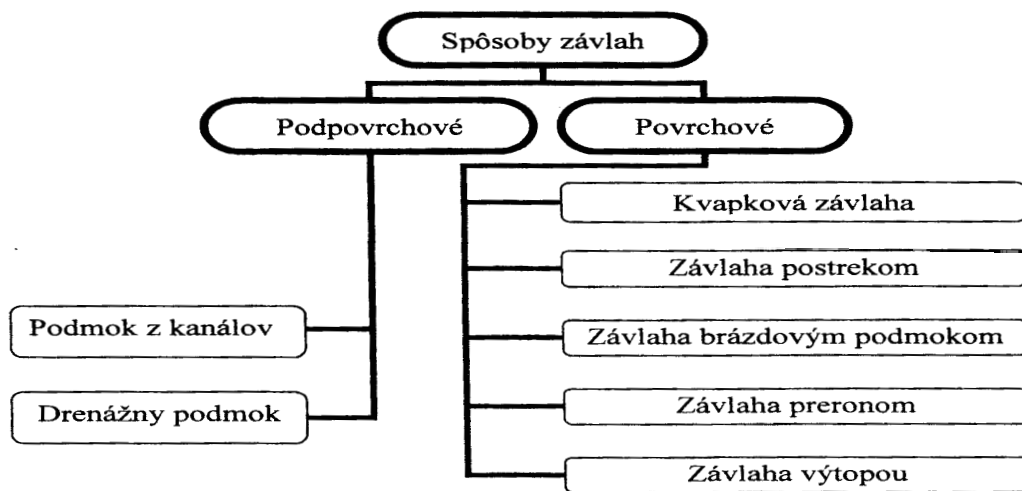 Spôsoby závlah
Podpovrchové
Povrchové
Podmok z kanálov
Drenážny podmok
Kvapková závlaha
Závlaha postrekom
Závlaha brázdovým podmokom
Závlaha preronom
Závlaha výtopou